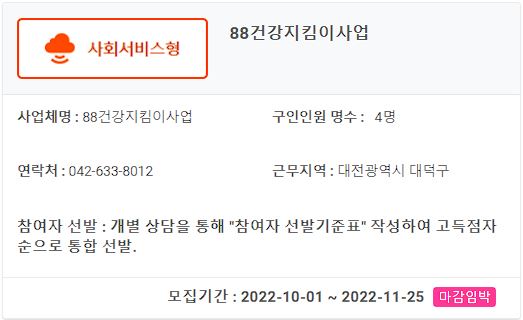 사회서비스형
88건강지킴이사업
사업체명 : 88건강지킴이사업
구인인원 명수 : 4명
연락처 : 042-633-8012
근무지역 : 대전광역시 대덕구
참여자 선발 : 개별 상담을 통해 "참여자 선발기준표" 작성하여 고득점자
순으로 통합 선발.
모집기간 : 2022-10-01 ~ 2022-11-25 마감임박